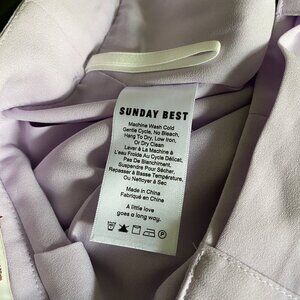 SUNDAY BEST
Machine Wash Cold
Gentle Cycle, No Bleach,
Hang To Dry, Low Iron,
Or Dry Clean
Laver À La Machine À
L'eau Froide Au Cycle Délicat,
Pas De Blanchiment,
Suspendre Pour Sécher,
Repasser à Basse Température,
Ou Nettoyer à Sec
Made in China
Fabriqué en China
A little love
goes a long way.